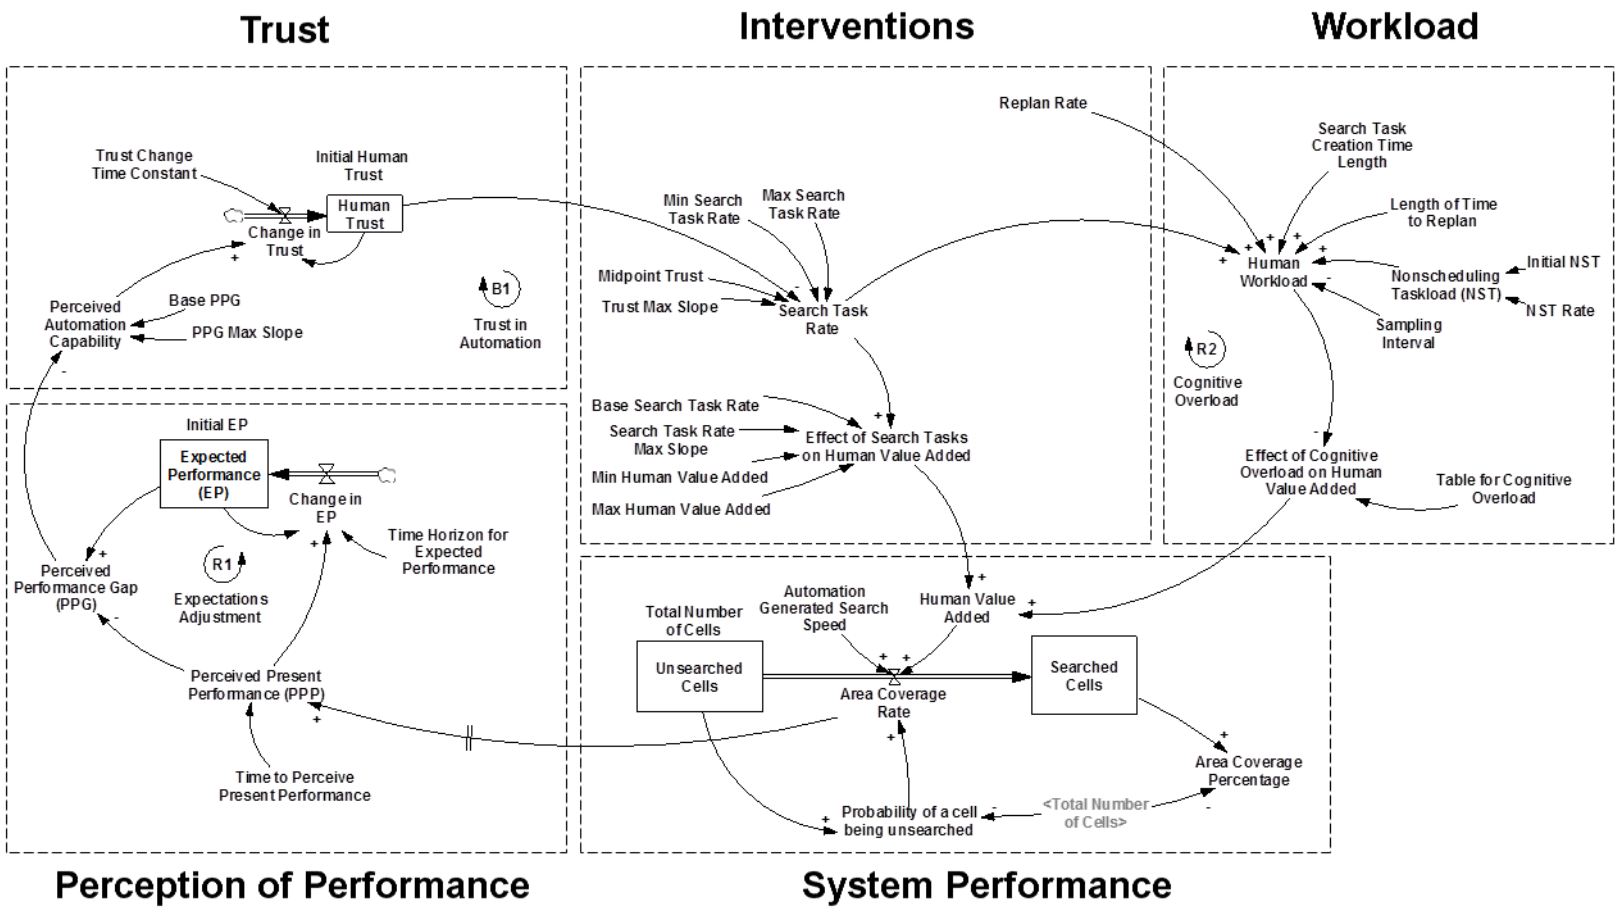 Trust
Interventions
Workload
Trust Change
Time Constant
Initial Human
Trust
Human
Trust
Change in
Trust
+
Perceived
Automation
Capability
Base PPG
PPG Max Slope
B1
Trust in
Automation
-
Replan Rate
Min Search
Task Rate
Max Search
Task Rate
Midpoint Trust
Trust Max Slope
-
Search Task
Rate
Base Search Task Rate
Search Task Rate
Max Slope
Min Human Value Added
Max Human Value Added
+
Effect of Search Tasks
on Human Value Added
Search Task
Creation Time
Length
Length of Time
to Replan
+
+
+
+
+
Human
Workload
-
Nonscheduling
Taskload (NST)
Initial NST
NST Rate
Sampling
Interval
R2
Cognitive
Overload
-
Effect of Cognitive
Overload on Human
Value Added
Table for Cognitive
Overload
Initial EP
Expected
Performance
(EP)
Change in
EP
+
Time Horizon for
Expected
Performance
R1
Expectations
Adjustment
+
Perceived
Performance Gap
(PPG)
-
Perceived Present
Performance (PPP)
+
Time to Perceive
Present Performance
Total Number
of Cells
Unsearched
Cells
Automation
Generated Search
Speed
Human Value
Added
+
+
+
+
Area Coverage
Rate
+
Searched
Cells
+
Area Coverage
Percentage
-
<Total Number
of Cells>
-
+
Probability of a cell
being unsearched
Perception of Performance
System Performance